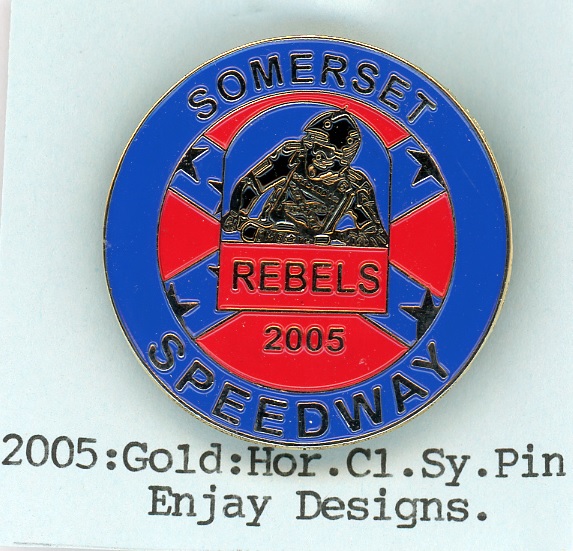 SOMERSET
REBELS
2005
SPEEDWAY
2005:Gold:Hor.Cl.Sy.Pin
Enjay Designs.